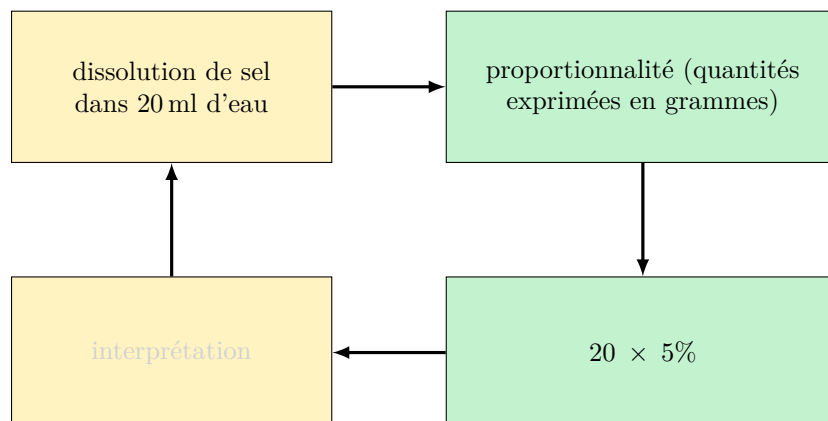 dissolution de sel
dans 20 ml d'eau
proportionnalité (quantités
exprimées en grammes)
interprétation
20 × 5%